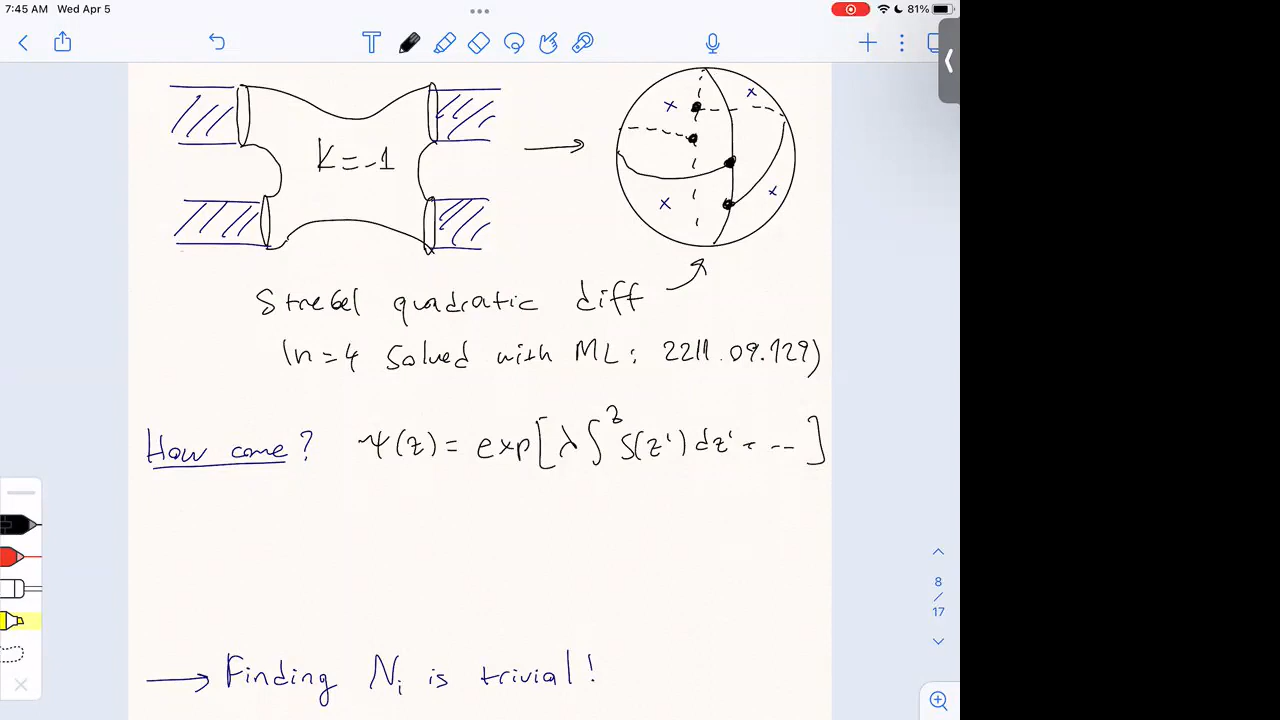 7:45 AM Wed Apr 5
81%
T
K=-1
x x
x x
Strebel quadratic diff
(n=4 solved with ML: 2211.09.129)
How come? ψ(z) = exp[λ∫^z S(z')dz' + --]
8
/
17
→ Finding Nᵢ is trivial!